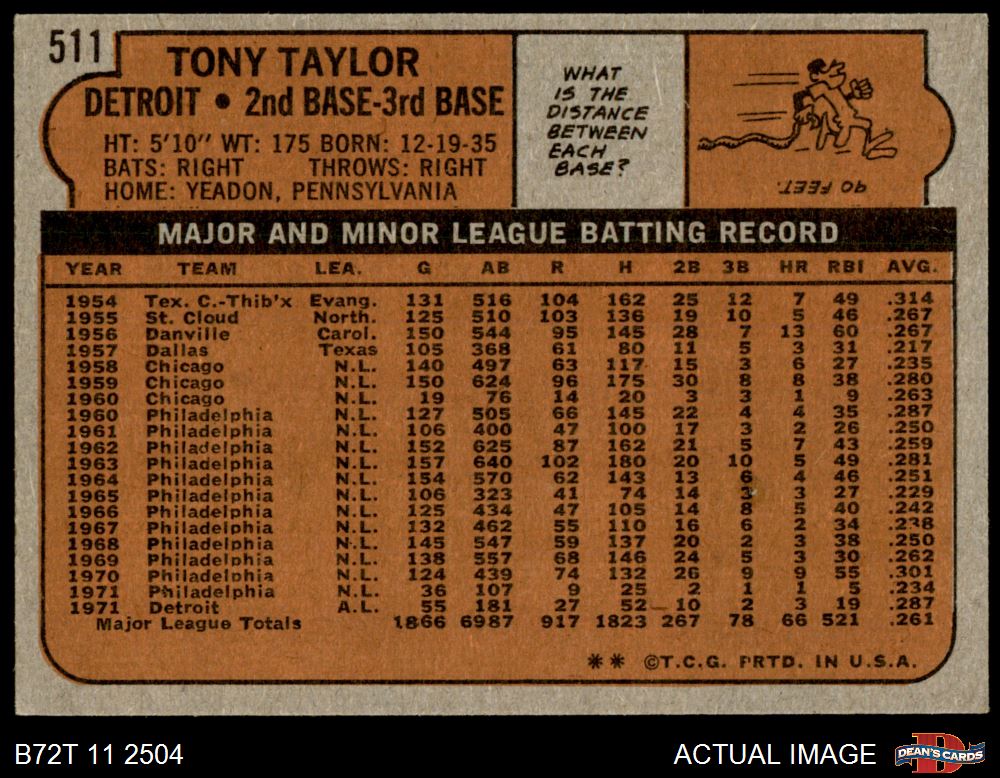 511
TONY TAYLOR
DETROIT • 2nd BASE-3rd BASE
HT: 5'10" WT: 175 BORN: 12-19-35
BATS: RIGHT THROWS: RIGHT
HOME: YEADON, PENNSYLVANIA
WHAT
IS THE
DISTANCE
BETWEEN
EACH
BASE?
90 FEET.
MAJOR AND MINOR LEAGUE BATTING RECORD
YEAR TEAM LEA. G AB R H 2B 3B HR RBI AVG.
1954 Tex. C.-Thib'x Evang. 131 516 104 162 25 12 7 49 .314
1955 St. Cloud North. 125 510 103 136 19 10 5 46 .267
1956 Danville Carol. 150 544 95 145 28 7 13 60 .267
1957 Dallas Texas 105 368 61 80 11 5 3 31 .217
1958 Chicago N.L. 140 497 63 117 15 3 6 27 .235
1959 Chicago N.L. 150 624 96 175 30 8 8 38 .280
1960 Chicago N.L. 19 76 14 20 3 3 1 9 .263
1960 Philadelphia N.L. 127 505 66 145 22 4 4 35 .287
1961 Philadelphia N.L. 106 400 47 100 17 3 2 26 .250
1962 Philadelphia N.L. 152 625 87 162 21 5 7 43 .259
1963 Philadelphia N.L. 157 640 102 180 20 10 5 49 .281
1964 Philadelphia N.L. 154 570 62 143 13 6 4 46 .251
1965 Philadelphia N.L. 106 323 41 74 14 3 3 27 .229
1966 Philadelphia N.L. 125 434 47 105 14 8 5 40 .242
1967 Philadelphia N.L. 132 462 55 110 16 6 2 34 .238
1968 Philadelphia N.L. 145 547 59 137 20 2 3 38 .250
1969 Philadelphia N.L. 138 557 68 146 24 5 3 30 .262
1970 Philadelphia N.L. 124 439 74 132 26 9 9 55 .301
1971 Philadelphia N.L. 36 107 9 25 2 1 1 5 .234
1971 Detroit A.L. 55 181 27 52 10 2 3 19 .287
Major League Totals 1866 6987 917 1823 267 78 66 521 .261
** ©T.C.G. PRTD. IN U.S.A.
B72T 11 2504
ACTUAL IMAGE
D
DEAN'S CARDS